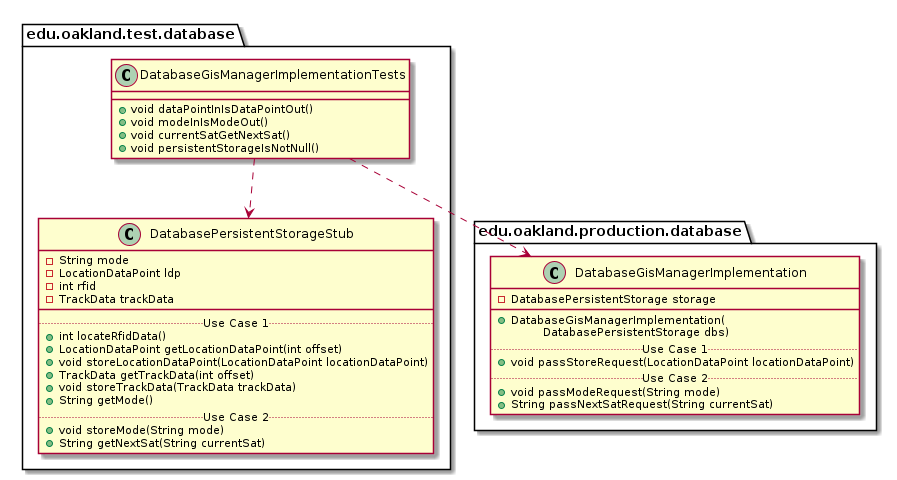 edu.oakland.test.database
C DatabaseGisManagerImplementationTests
void dataPointInIsDataPointOut()
void modeInIsModeOut()
void currentSatGetNextSat()
void persistentStorageIsNotNull()
C DatabasePersistentStorageStub
String mode
LocationDataPoint ldp
int rfid
TrackData trackData
Use Case 1
int locateRfidData()
LocationDataPoint getLocationDataPoint(int offset)
void storeLocationDataPoint(LocationDataPoint locationDataPoint)
TrackData getTrackData(int offset)
void storeTrackData(TrackData trackData)
String getMode()
Use Case 2
void storeMode(String mode)
String getNextSat(String currentSat)
edu.oakland.production.database
C DatabaseGisManagerImplementation
DatabasePersistentStorage storage
DatabaseGisManagerImplementation(
DatabasePersistentStorage dbs)
Use Case 1
void passStoreRequest(LocationDataPoint locationDataPoint)
Use Case 2
void passModeRequest(String mode)
String passNextSatRequest(String currentSat)